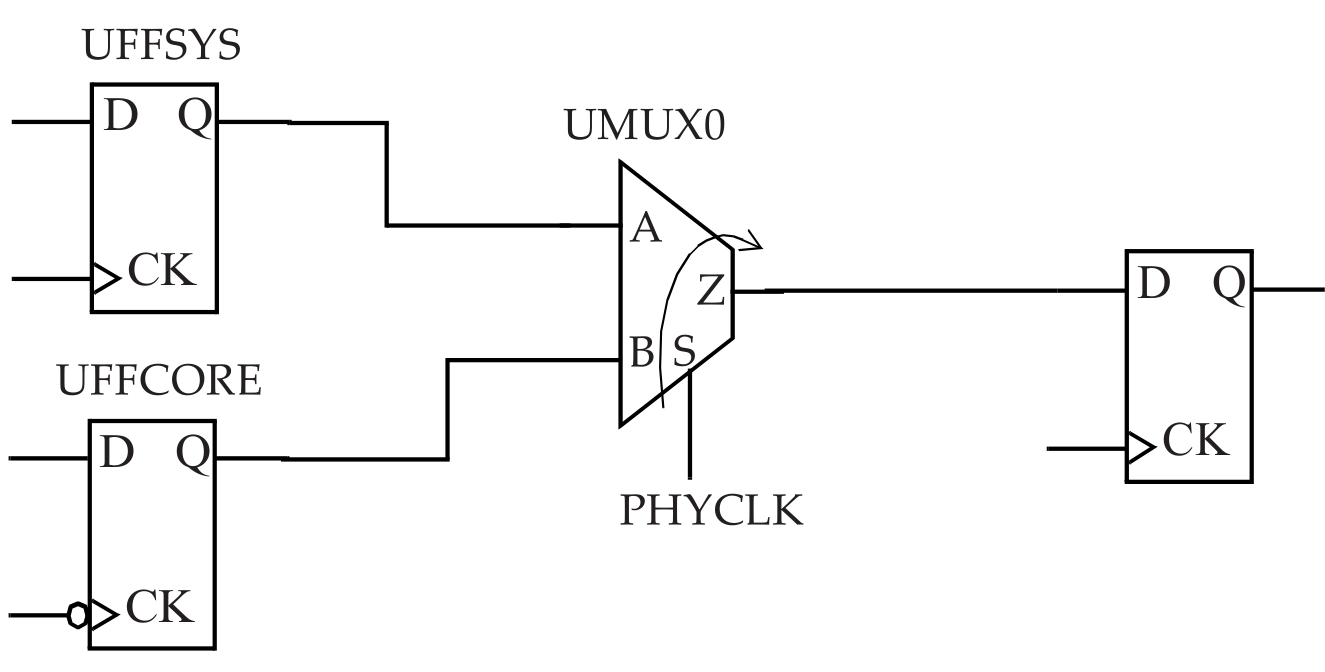 UFFSYS
D Q
CK
UMUX0
A
Z
B S
PHYCLK
UFFCORE
D Q
CK
D Q
CK